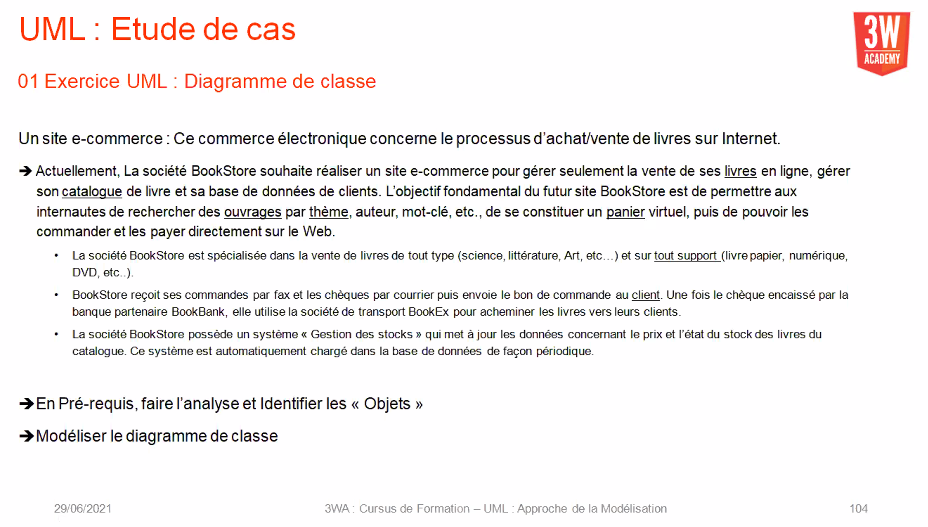 UML : Etude de cas
3W
ACADEMY
01 Exercice UML : Diagramme de classe
Un site e-commerce : Ce commerce électronique concerne le processus d'achat/vente de livres sur Internet.
➔ Actuellement, La société BookStore souhaite réaliser un site e-commerce pour gérer seulement la vente de ses livres en ligne, gérer
son catalogue de livre et sa base de données de clients. L'objectif fondamental du futur site BookStore est de permettre aux
internautes de rechercher des ouvrages par thème, auteur, mot-clé, etc., de se constituer un panier virtuel, puis de pouvoir les
commander et les payer directement sur le Web.
• La société BookStore est spécialisée dans la vente de livres de tout type (science, littérature, Art, etc...) et sur tout support (livre papier, numérique,
DVD, etc..).
• BookStore reçoit ses commandes par fax et les chèques par courrier puis envoie le bon de commande au client. Une fois le chèque encaissé par la
banque partenaire BookBank, elle utilise la société de transport BookEx pour acheminer les livres vers leurs clients.
• La société BookStore possède un système « Gestion des stocks » qui met à jour les données concernant le prix et l'état du stock des livres du
catalogue. Ce système est automatiquement chargé dans la base de données de façon périodique.
➔ En Pré-requis, faire l'analyse et Identifier les « Objets »
➔ Modéliser le diagramme de classe
29/06/2021
3WA : Cursus de Formation – UML : Approche de la Modélisation
104